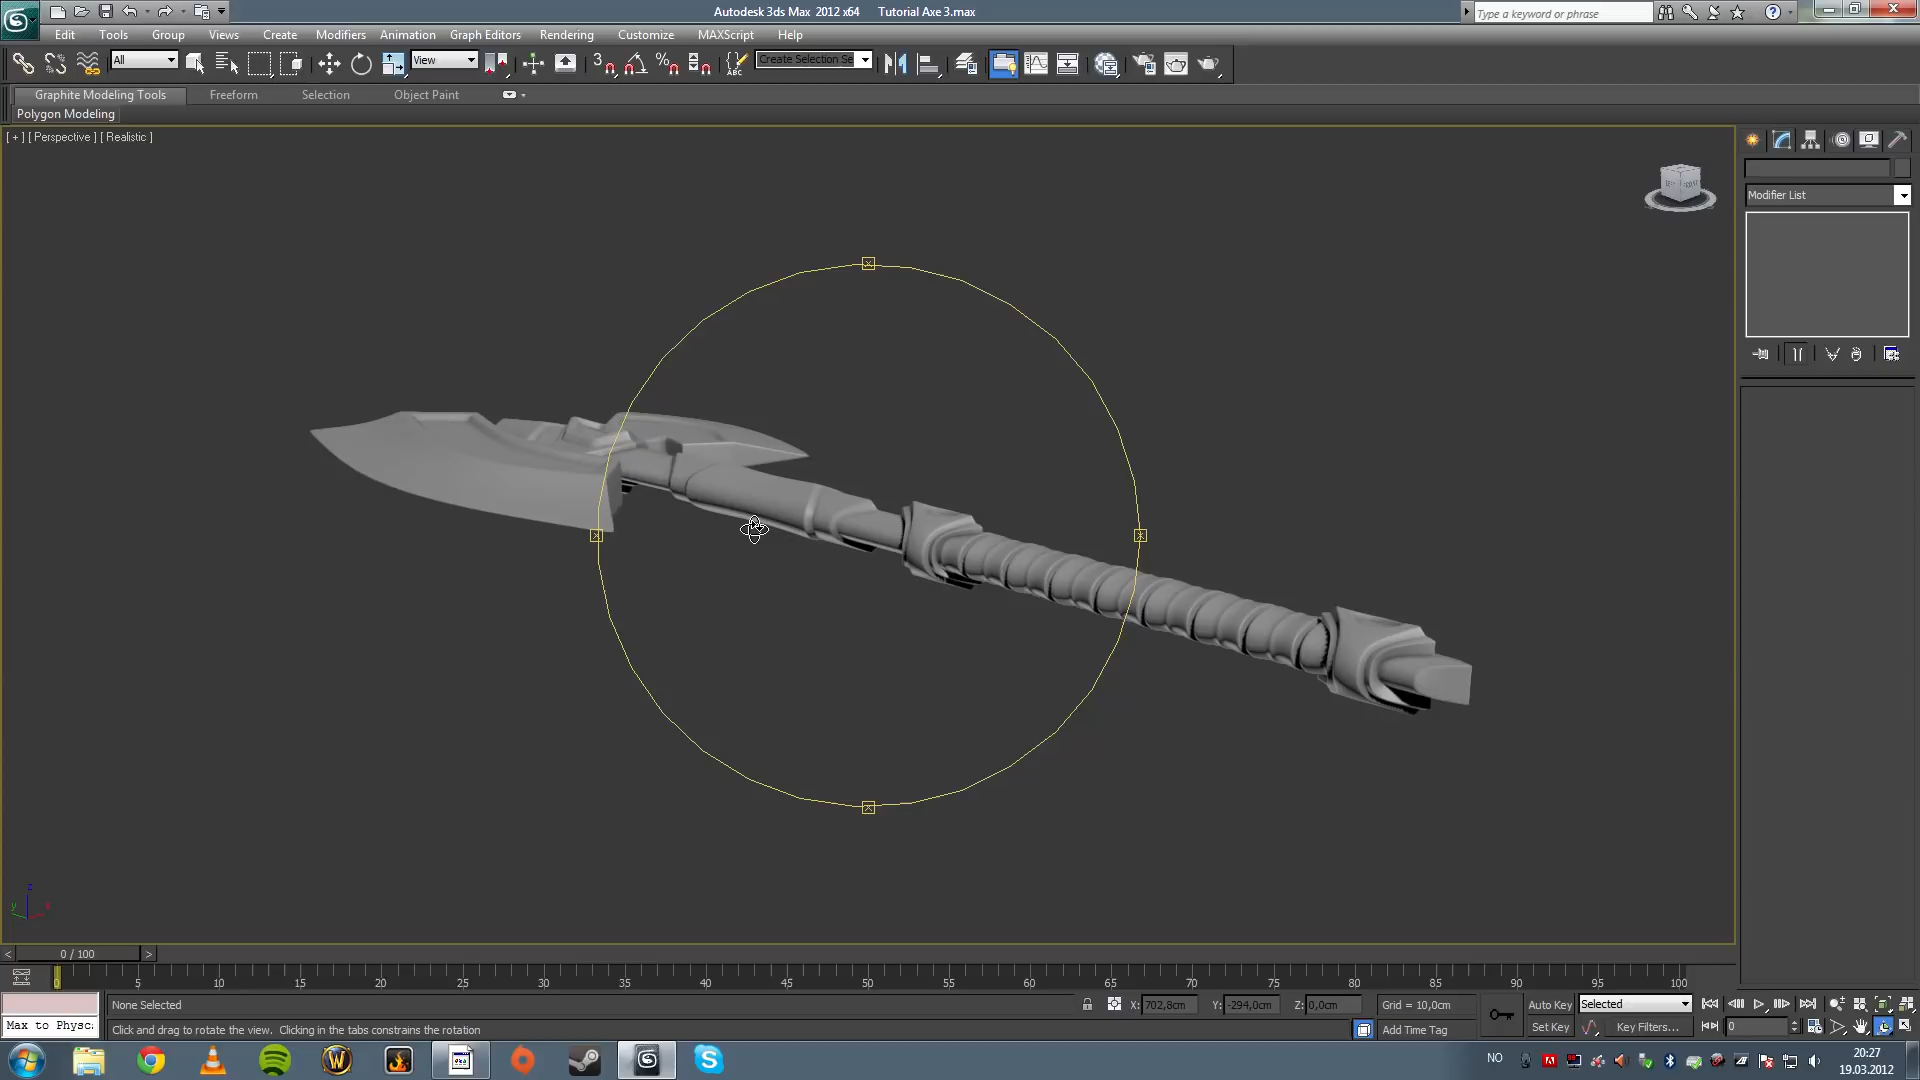 Autodesk 3ds Max 2012 x64 Tutorial Axe 3.max
Type a keyword or phrase
Edit Tools Group Views Create Modifiers Animation Graph Editors Rendering Customize MAXScript Help
All View Create Selection Se
Graphite Modeling Tools Freeform Selection Object Paint
Polygon Modeling
[ + ] [ Perspective ] [ Realistic ]
Modifier List
z
y x
< 0 / 100 >
0 5 10 15 20 25 30 35 40 45 50 55 60 65 70 75 80 85 90 95 100
None Selected X: 702,8cm Y: -294,0cm Z: 0,0cm Grid = 10,0cm Auto Key Selected
Max to Physc: Click and drag to rotate the view. Clicking in the tabs constrains the rotation Add Time Tag Set Key Key Filters... 0
NO 20:27
19.03.2012